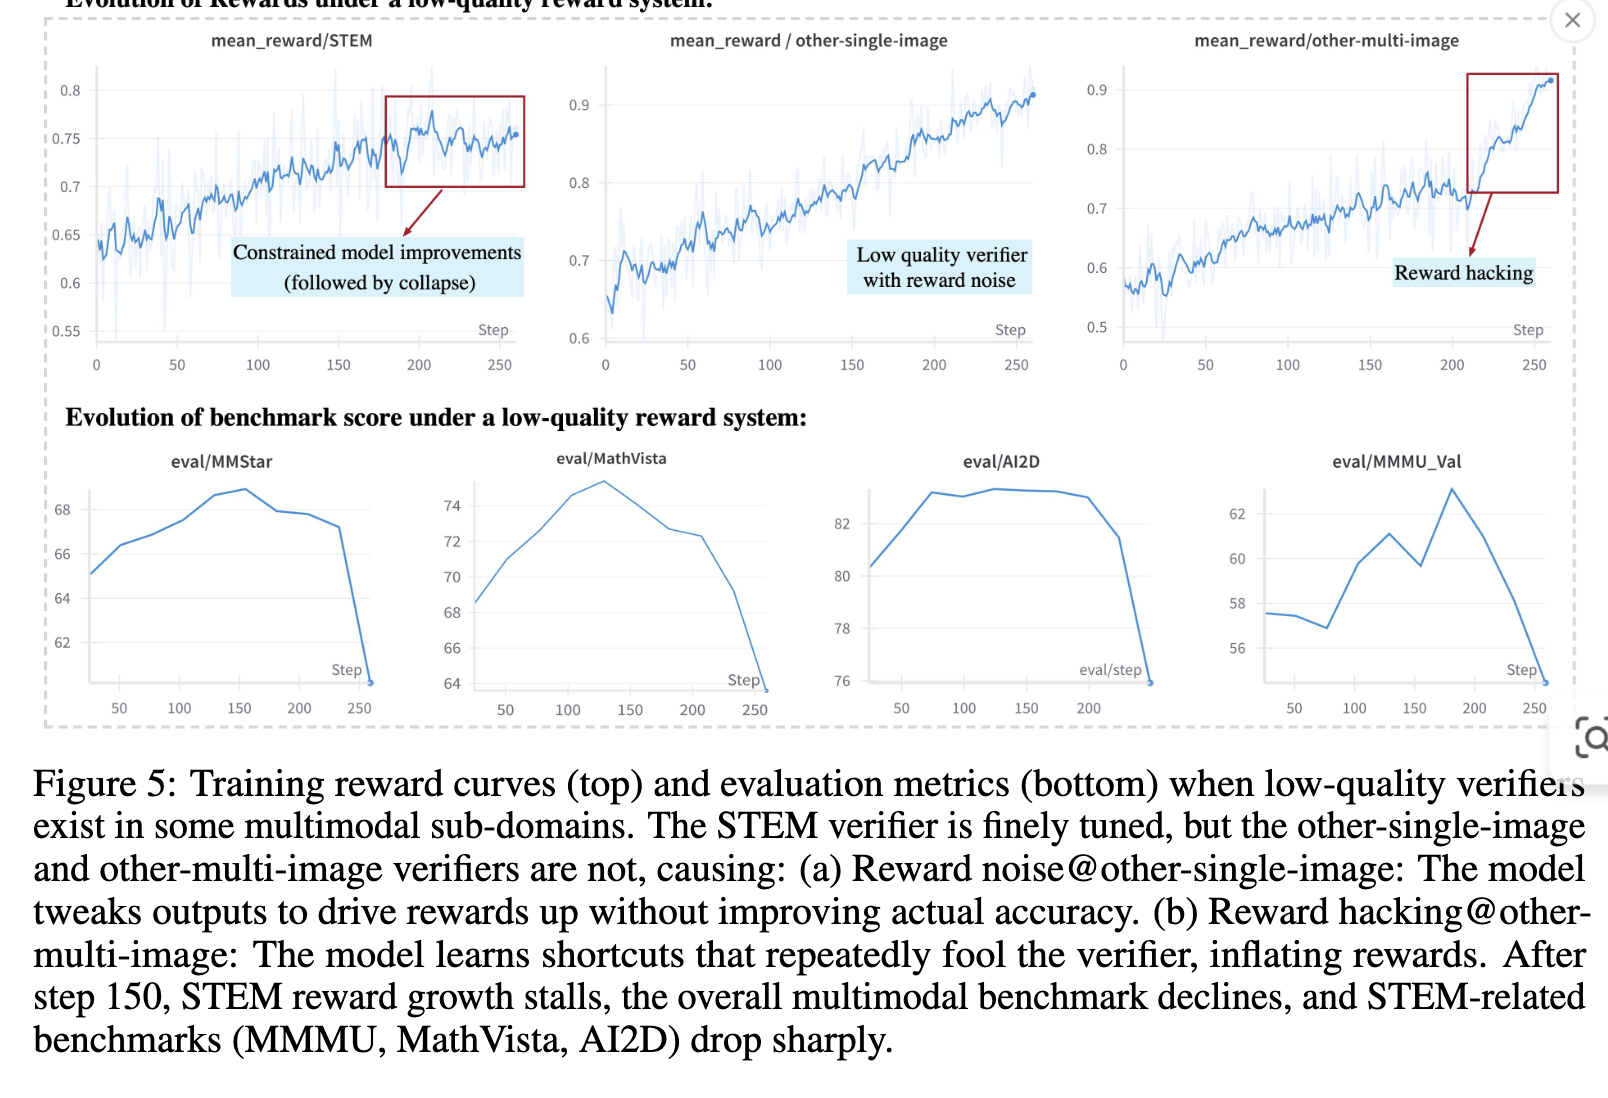 Evolution of Rewards under a low-quality reward system:
mean_reward/STEM
mean_reward / other-single-image
mean_reward/other-multi-image
0.8
0.75
0.7
0.65
0.6
0.55
Constrained model improvements
(followed by collapse)
Step
0 50 100 150 200 250
0.9
0.8
0.7
0.6
Low quality verifier
with reward noise
Step
0 50 100 150 200 250
0.9
0.8
0.7
0.6
0.5
Reward hacking
Step
0 50 100 150 200 250
Evolution of benchmark score under a low-quality reward system:
eval/MMStar
68
66
64
62
Step
50 100 150 200 250
eval/MathVista
74
72
70
68
66
64
Step
50 100 150 200 250
eval/AI2D
82
80
78
76
eval/step
50 100 150 200
eval/MMMU_Val
62
60
58
56
Step
50 100 150 200 250
Figure 5: Training reward curves (top) and evaluation metrics (bottom) when low-quality verifiers
exist in some multimodal sub-domains. The STEM verifier is finely tuned, but the other-single-image
and other-multi-image verifiers are not, causing: (a) Reward noise@other-single-image: The model
tweaks outputs to drive rewards up without improving actual accuracy. (b) Reward hacking@other-
multi-image: The model learns shortcuts that repeatedly fool the verifier, inflating rewards. After
step 150, STEM reward growth stalls, the overall multimodal benchmark declines, and STEM-related
benchmarks (MMMU, MathVista, AI2D) drop sharply.